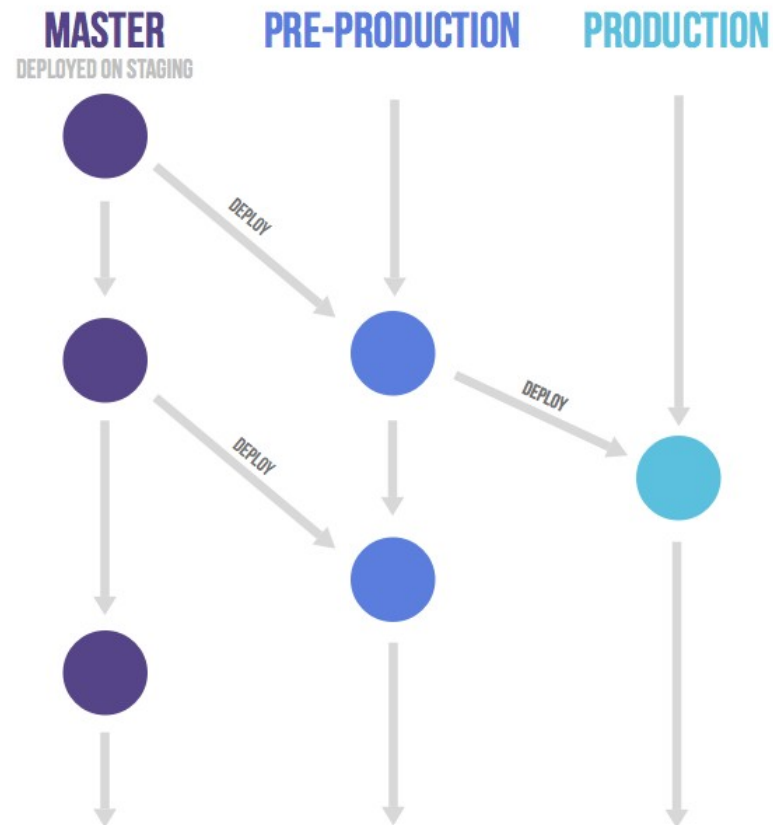 MASTER
DEPLOYED ON STAGING
PRE-PRODUCTION
PRODUCTION
DEPLOY
DEPLOY
DEPLOY